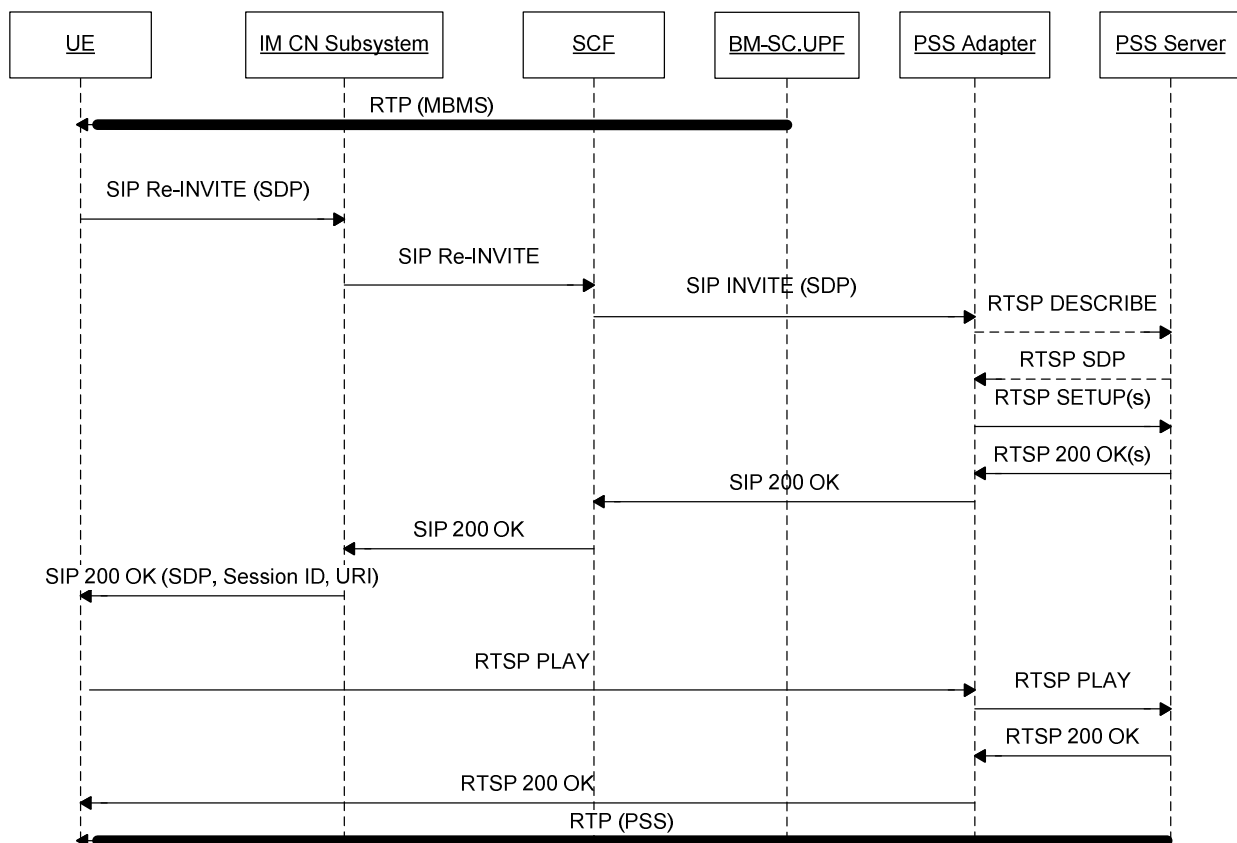 UE
IM CN Subsystem
SCF
BM-SC.UPF
PSS Adapter
PSS Server
RTP (MBMS)
SIP Re-INVITE (SDP)
SIP Re-INVITE
SIP INVITE (SDP)
RTSP DESCRIBE
RTSP SDP
RTSP SETUP(s)
RTSP 200 OK(s)
SIP 200 OK
SIP 200 OK
SIP 200 OK (SDP, Session ID, URI)
RTSP PLAY
RTSP PLAY
RTSP 200 OK
RTSP 200 OK
RTP (PSS)